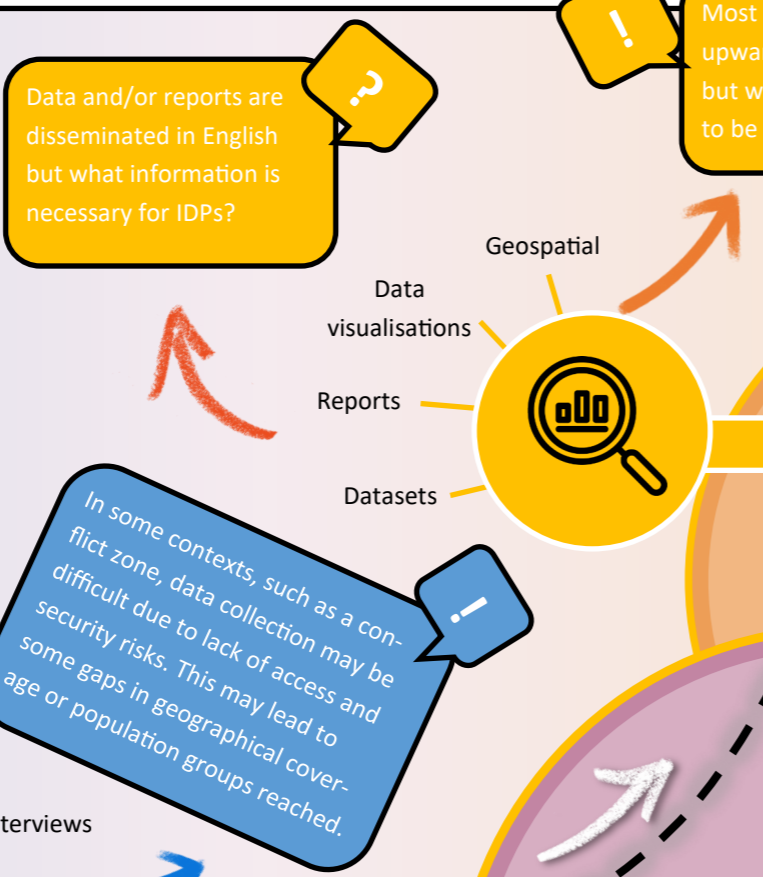 !
Most
but w
to be
?
Data and/or reports are
disseminated in English
but what information is
necessary for IDPs?
Geospatial
Data
visualisations
Reports
Datasets
!
In some contexts, such as a con-
flict zone, data collection may be
difficult due to lack of access and
security risks. This may lead to
some gaps in geographical cover-
age or population groups reached.
terviews